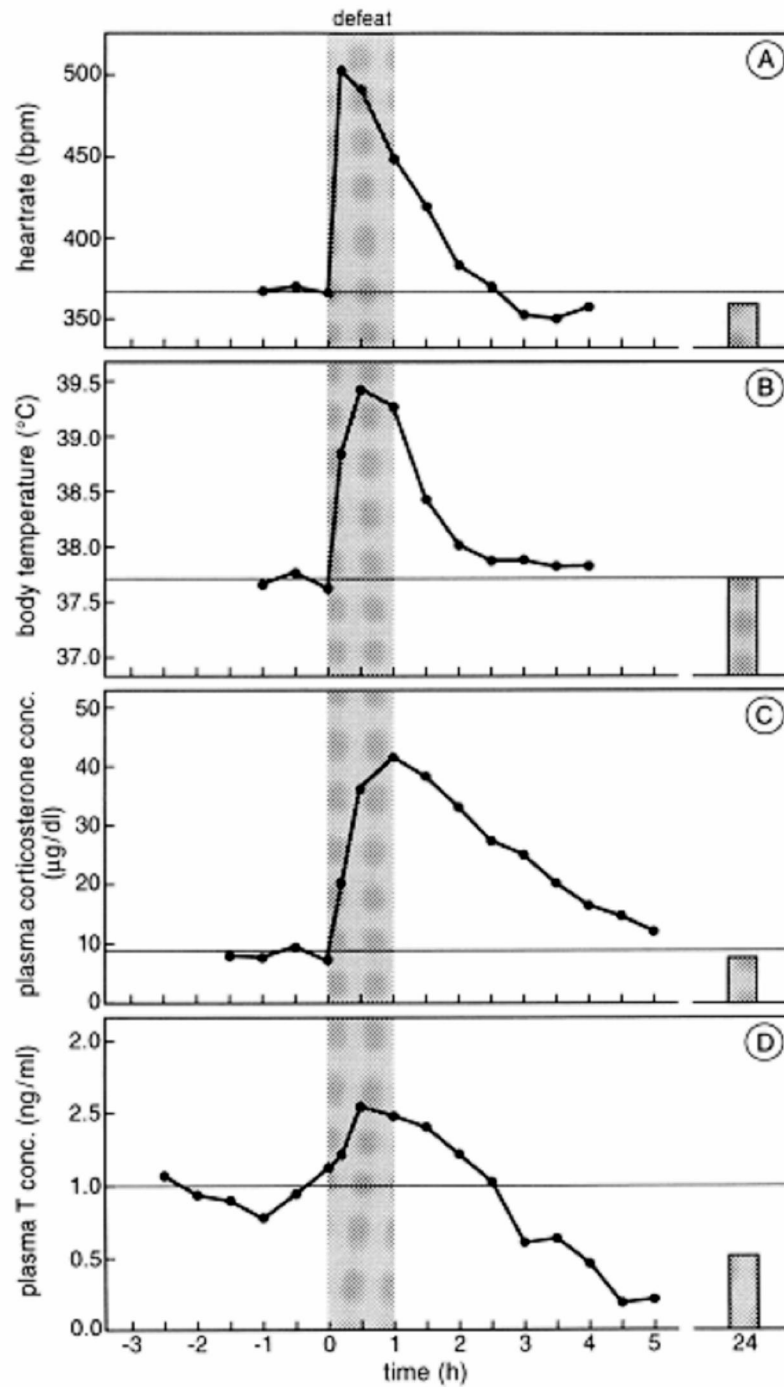 defeat
A
heartrate (bpm)
500
450
400
350
B
body temperature (°C)
39.5
39.0
38.5
38.0
37.5
37.0
C
plasma corticosterone conc.
(µg/dl)
50
40
30
20
10
0
D
plasma T conc. (ng/ml)
2.0
2.5
1.0
0.5
0.0
-3 -2 -1 0 1 2 3 4 5 24
time (h)